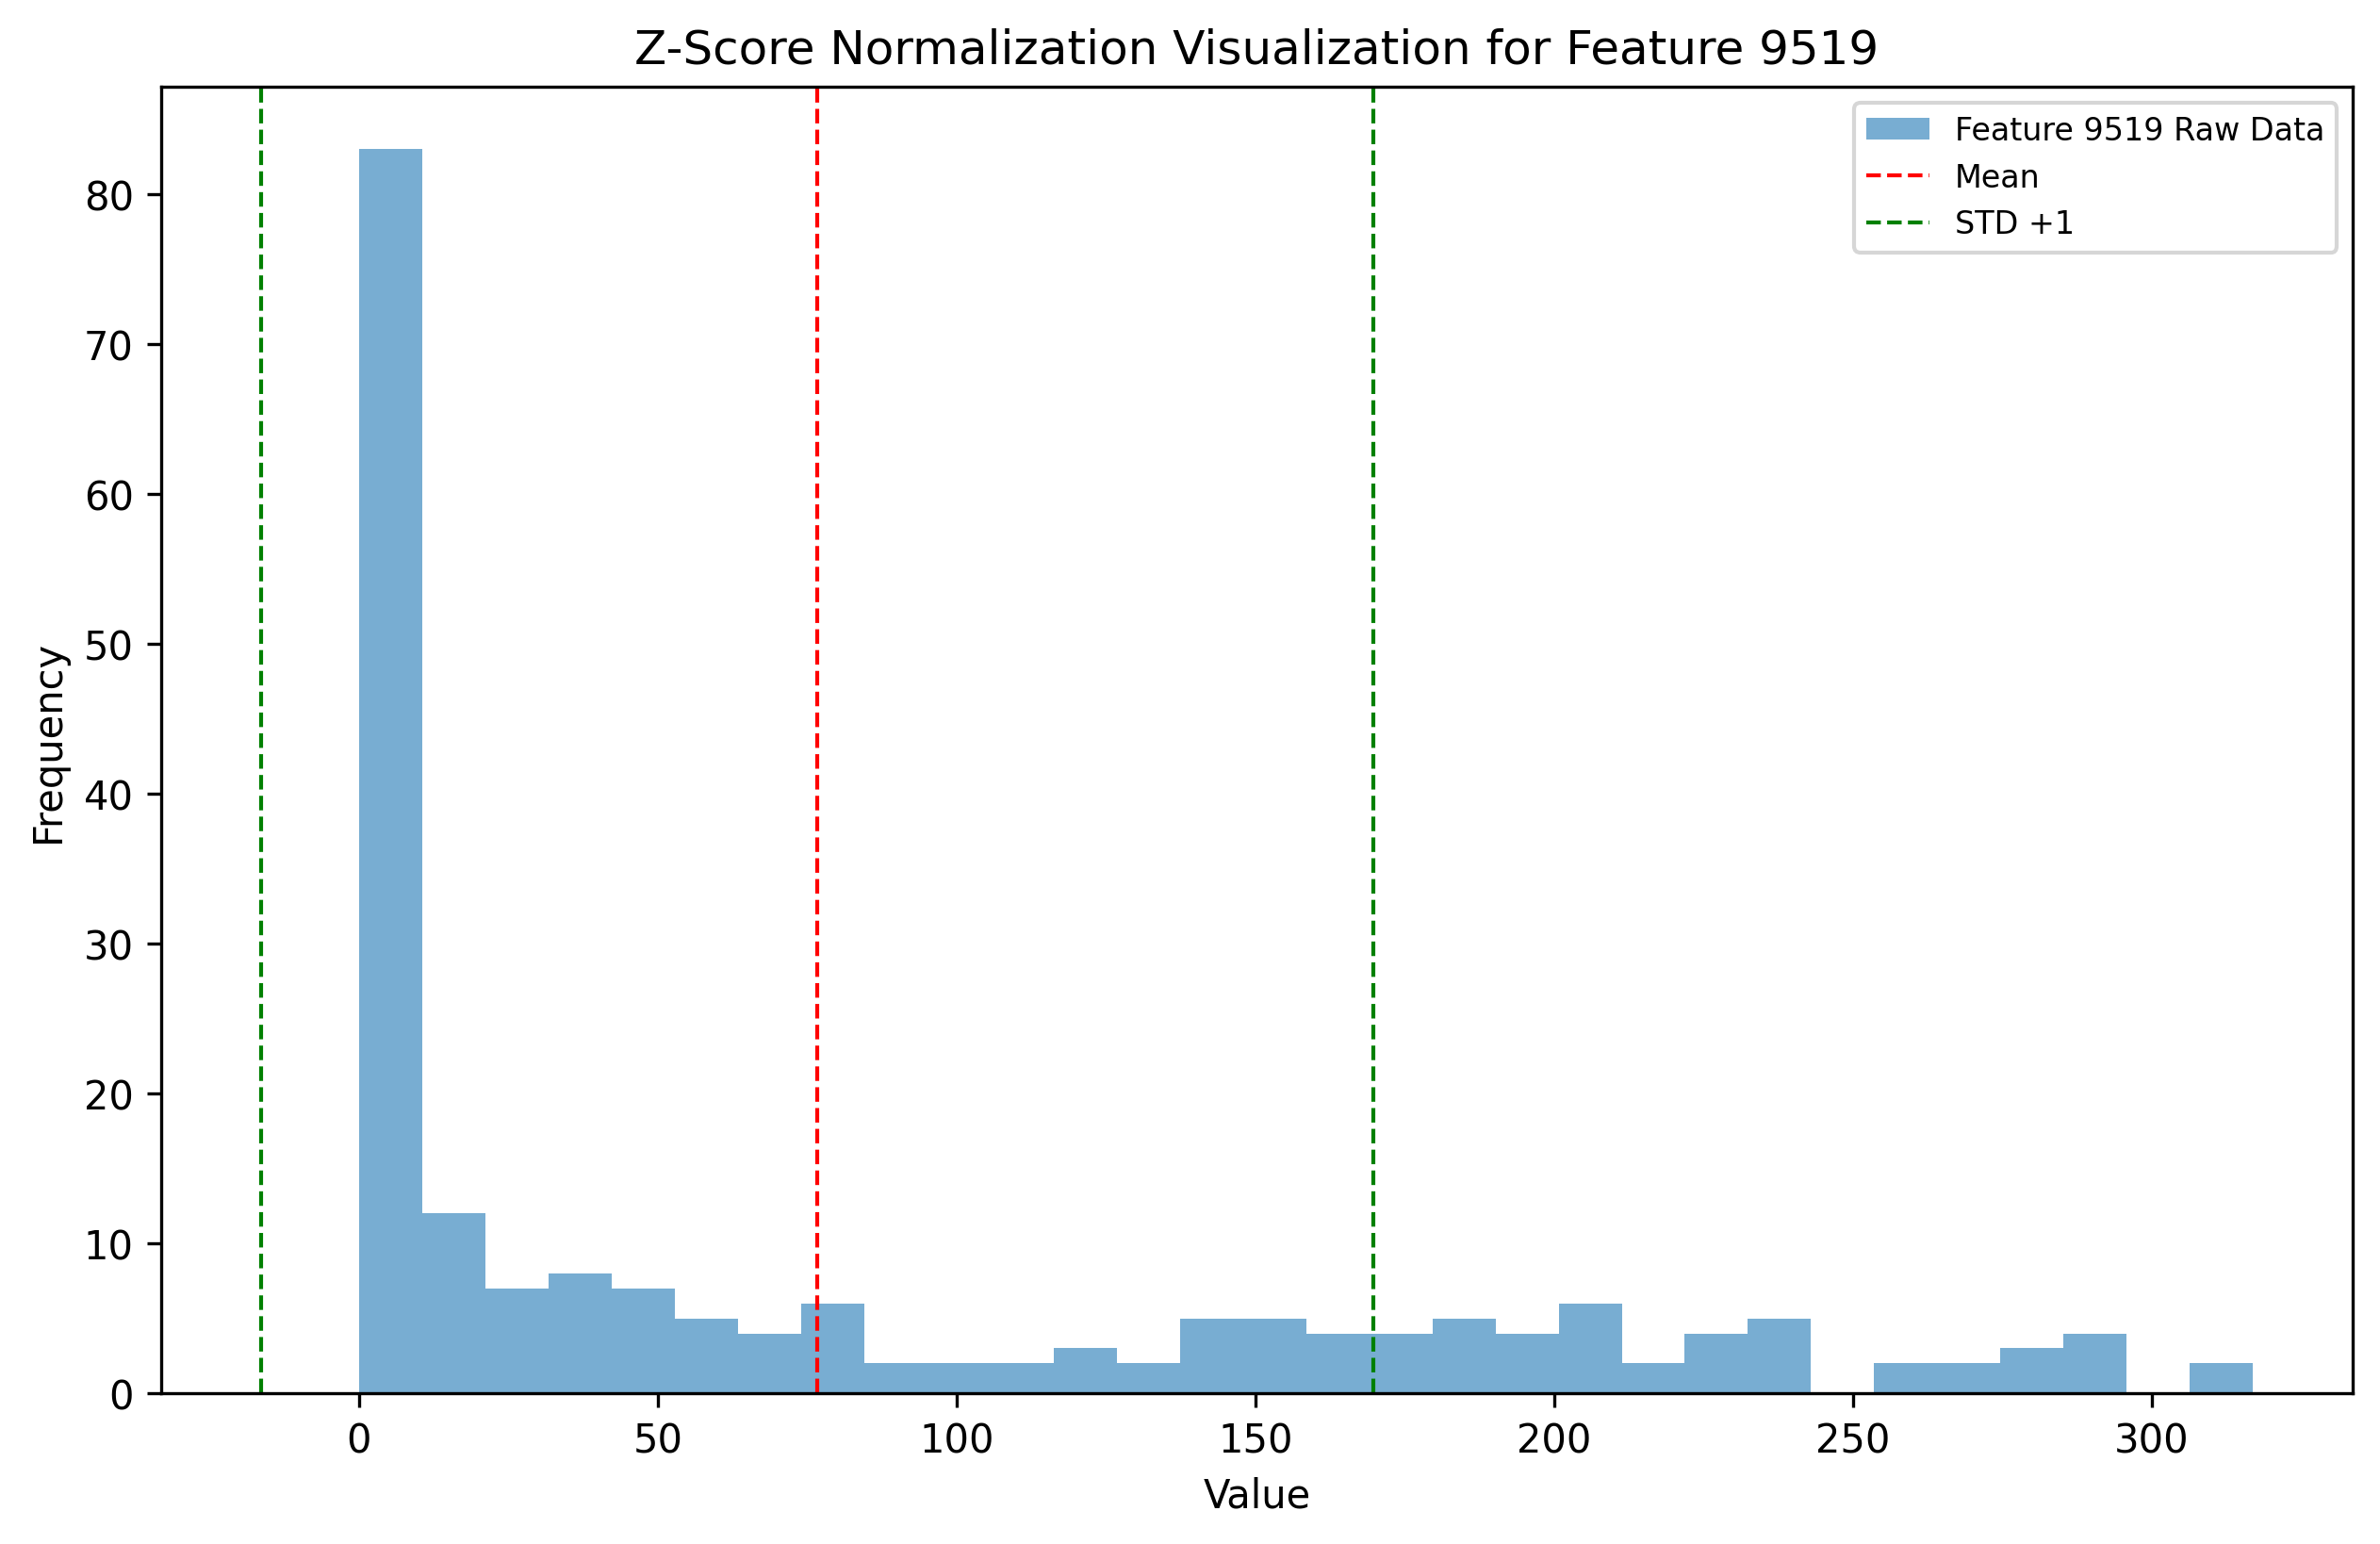 Z-Score Normalization Visualization for Feature 9519
Feature 9519 Raw Data
Mean
STD +1
80
70
60
50
40
30
20
10
0
Frequency
0 50 100 150 200 250 300
Value